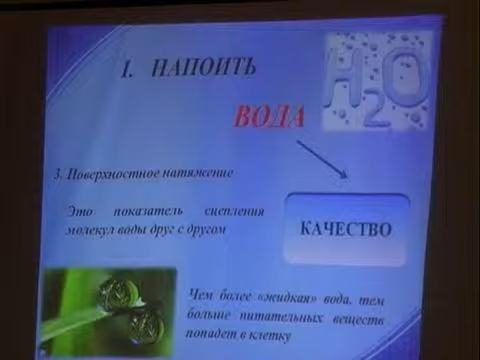 I. НАПОИТЬ
H2O
ВОДА
3. Поверхностное натяжение
Это показатель сцепления
молекул воды друг с другом
КАЧЕСТВО
Чем более «жидкая» вода, тем
больше питательных веществ
попадет в клетку